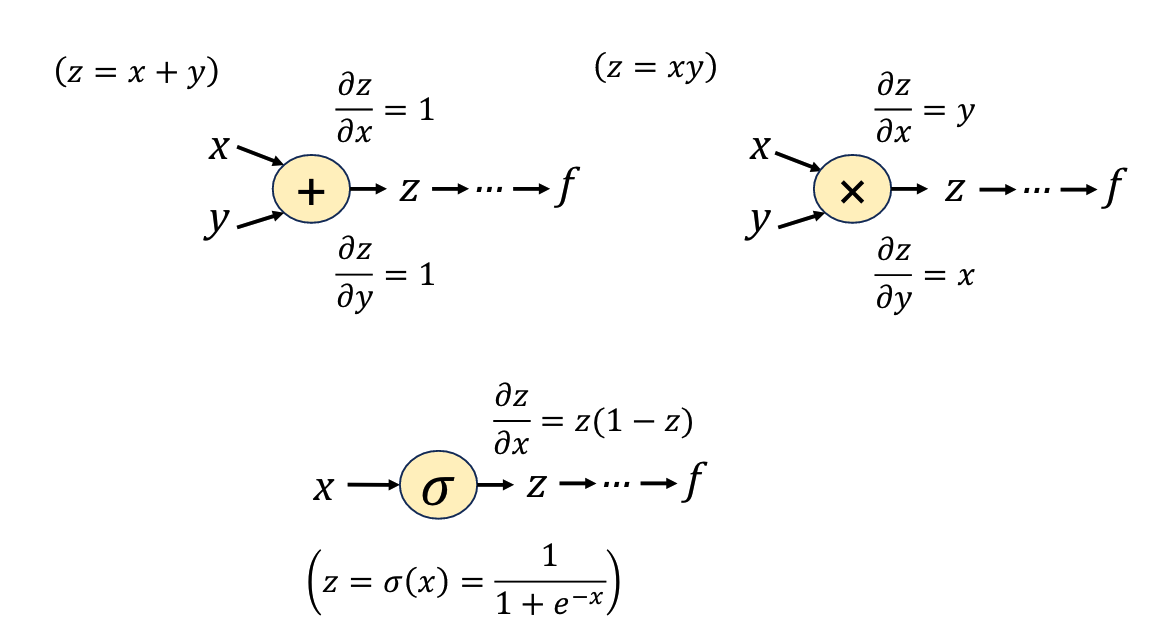 (z = x + y)
∂z/∂x = 1
x
y
+
z ⋯ f
∂z/∂y = 1
(z = xy)
∂z/∂x = y
x
y
×
z ⋯ f
∂z/∂y = x
∂z/∂x = z(1 − z)
x σ z ⋯ f
(z = σ(x) = 1/(1 + e^{−x}))